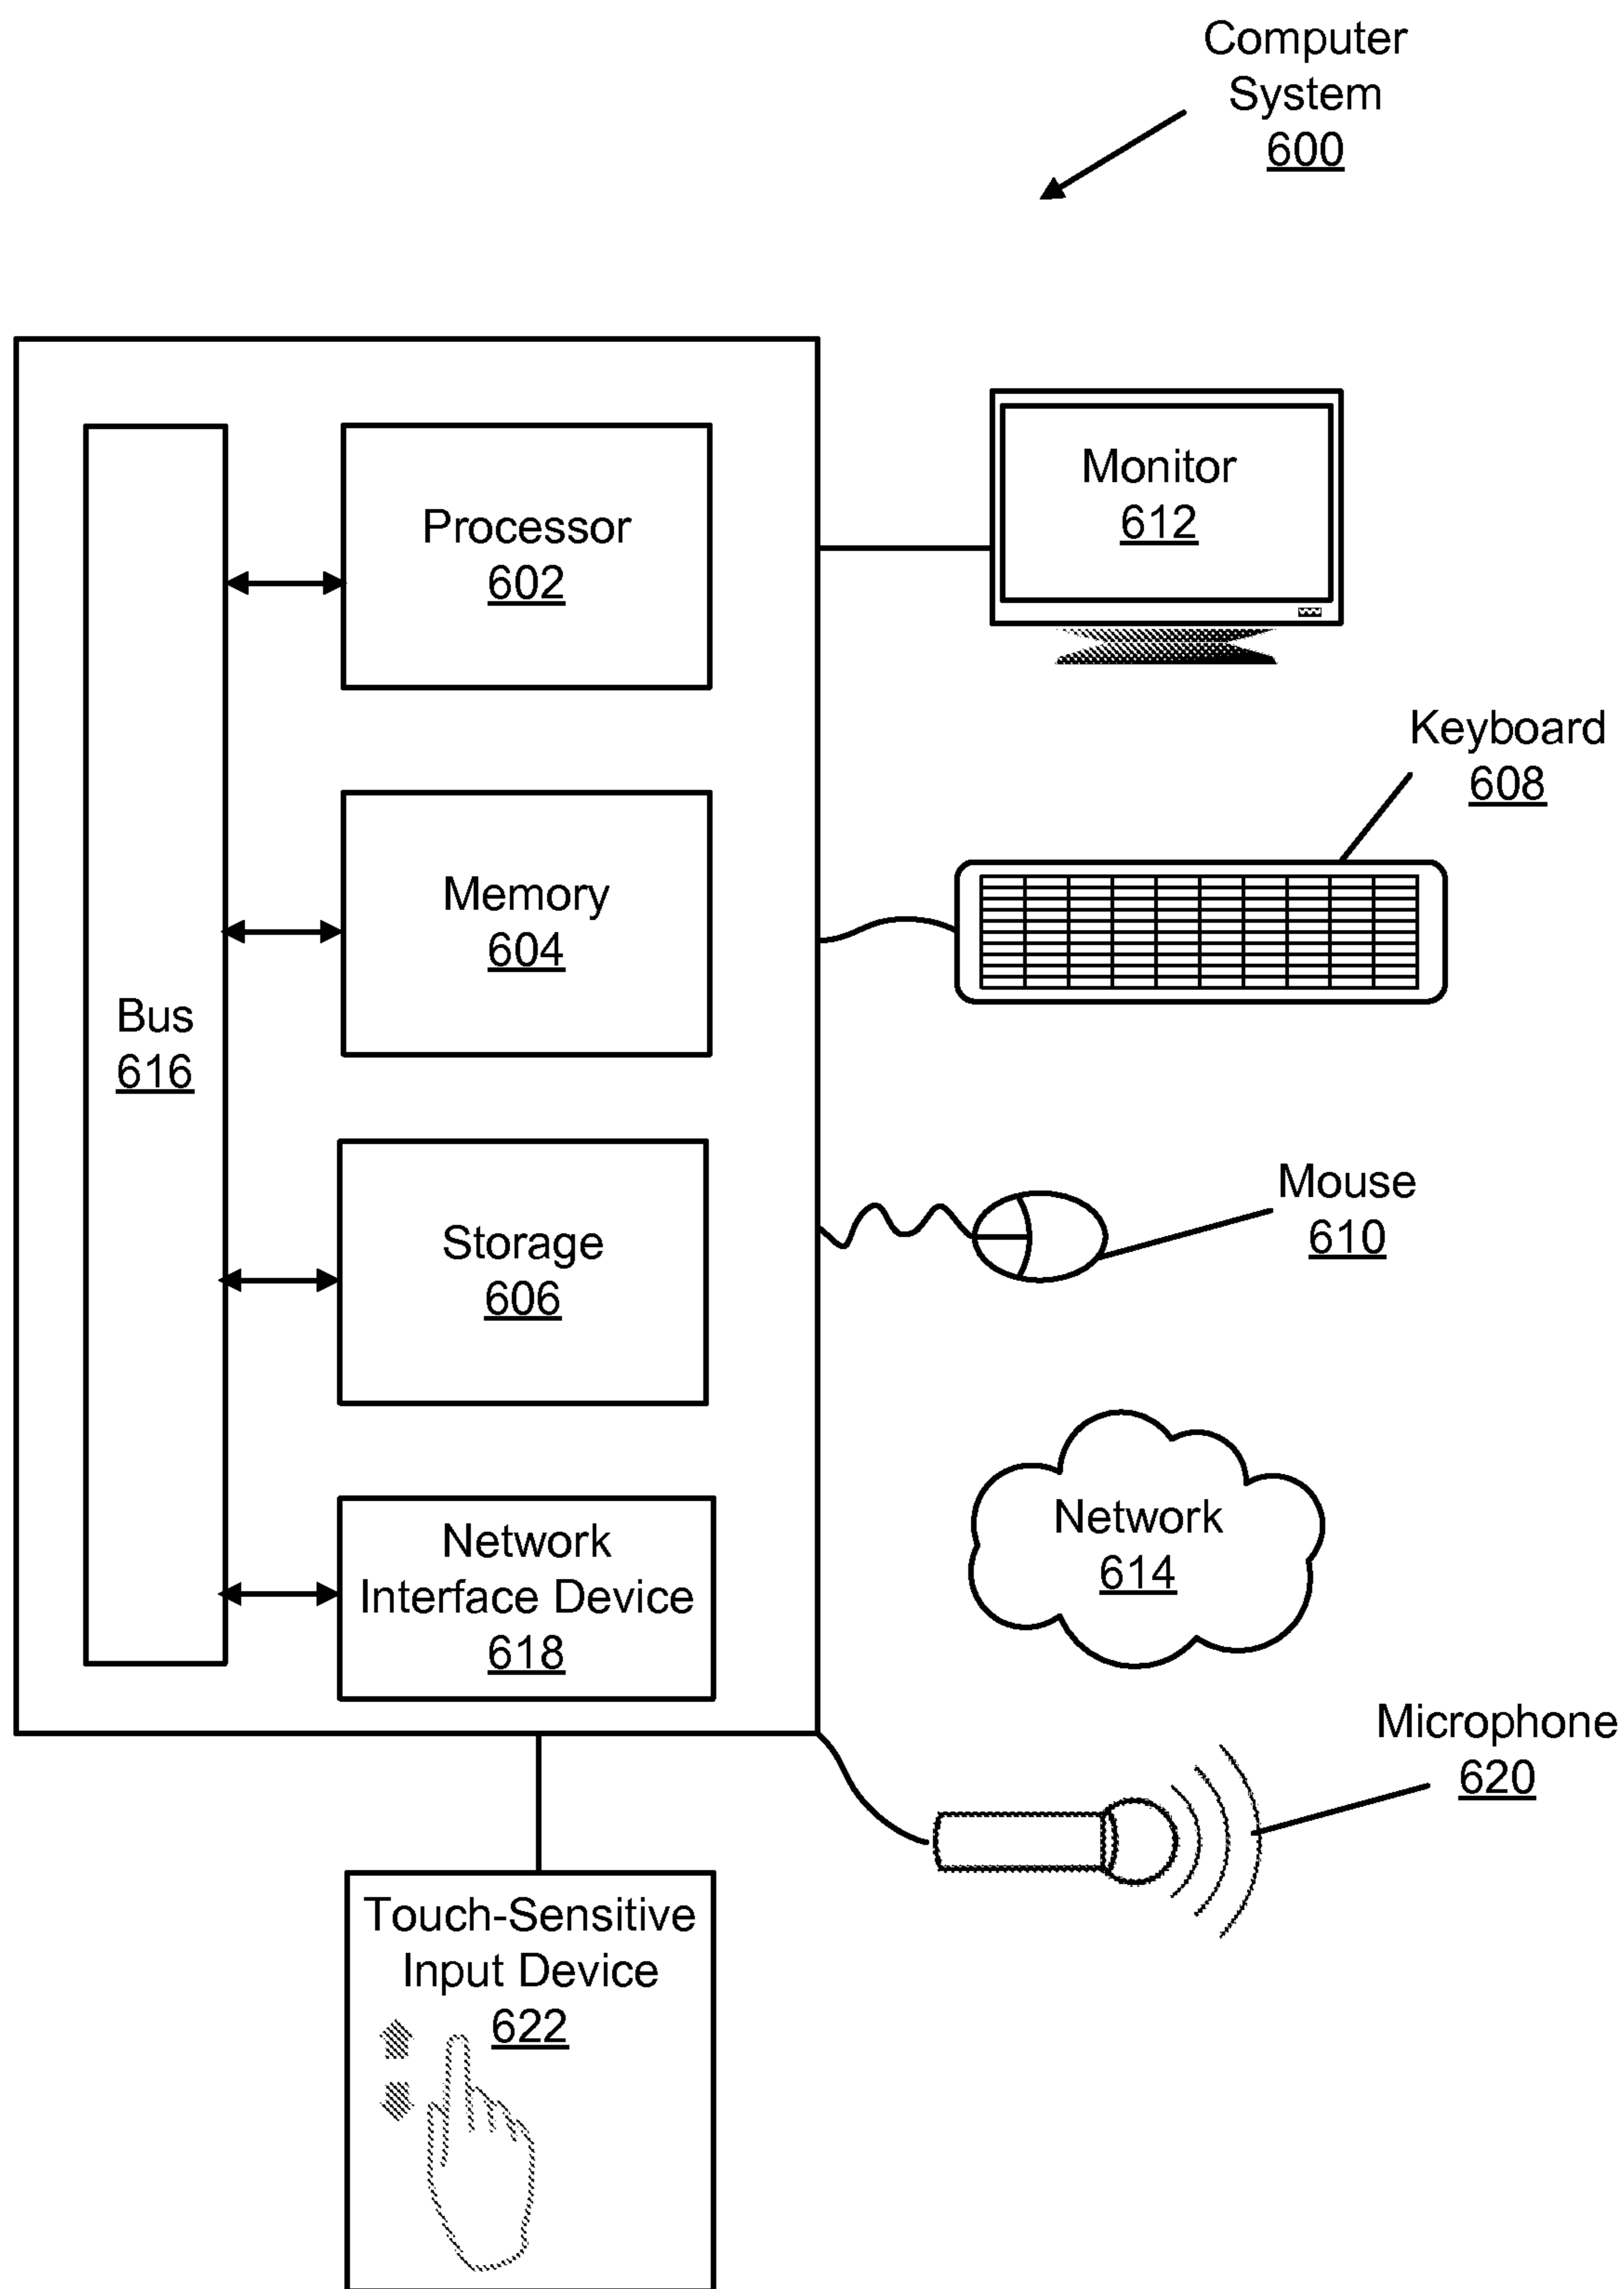 Computer
System
600
Processor
602
Monitor
612
Keyboard
608
Memory
604
Bus
616
Mouse
610
Storage
606
Network
614
Network
Interface Device
618
Microphone
620
Touch-Sensitive
Input Device
622